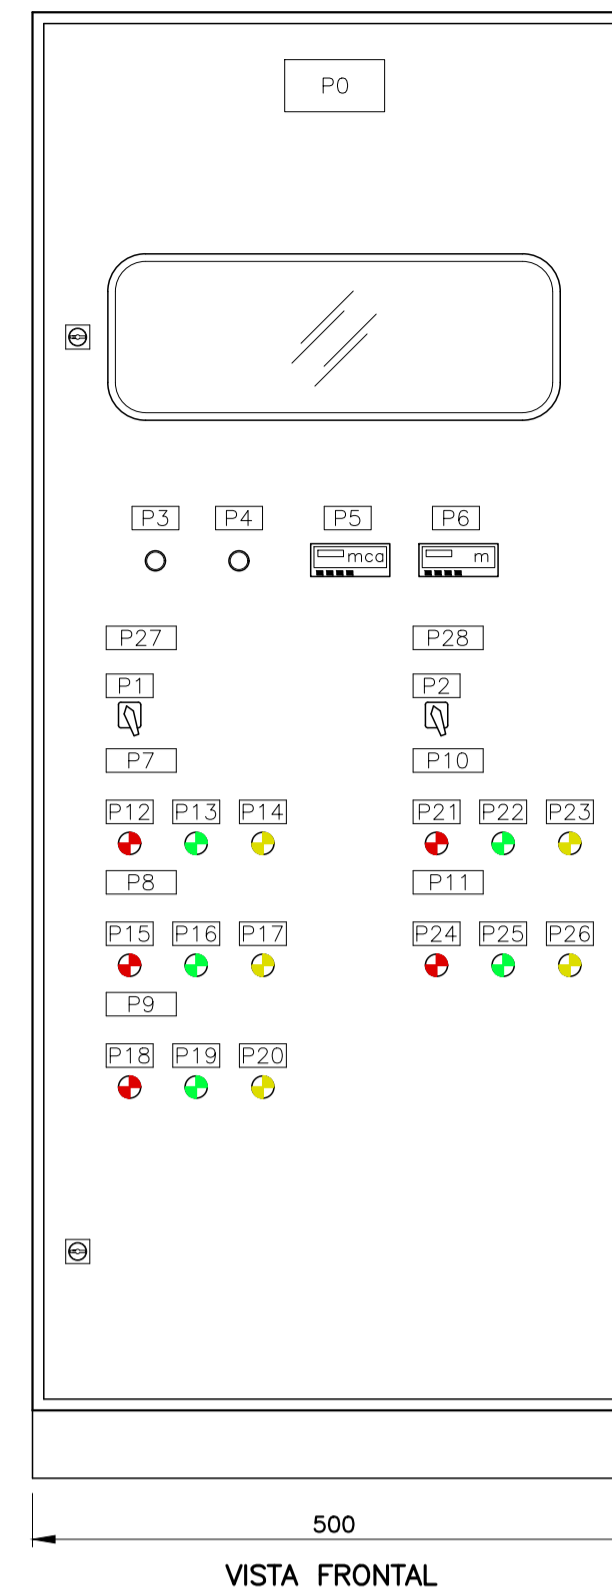 P0
P3 P4 P5 P6
mca m
P27 P28
P1 P2
P7 P10
P12 P13 P14 P21 P22 P23
P8 P11
P15 P16 P17 P24 P25 P26
P9
P18 P19 P20
500
VISTA FRONTAL